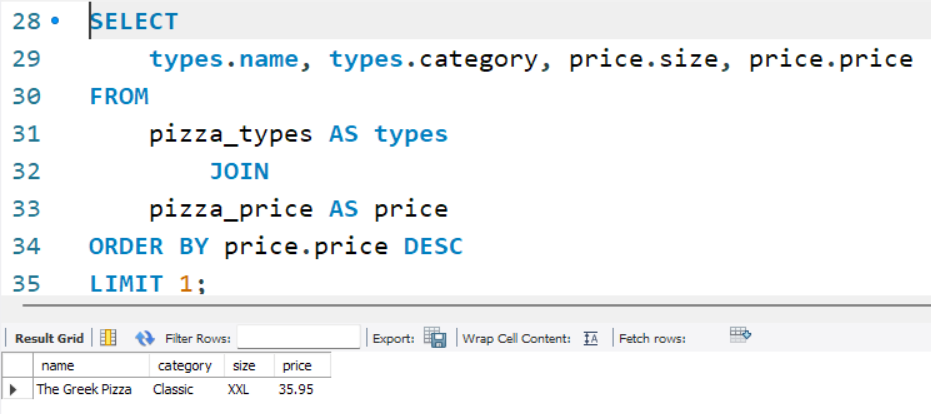 28 SELECT
29 types.name, types.category, price.size, price.price
30 FROM
31 pizza_types AS types
32 JOIN
33 pizza_price AS price
34 ORDER BY price.price DESC
35 LIMIT 1;
Result Grid Filter Rows: Export: Wrap Cell Content: Fetch rows:
name category size price
The Greek Pizza Classic XXL 35.95